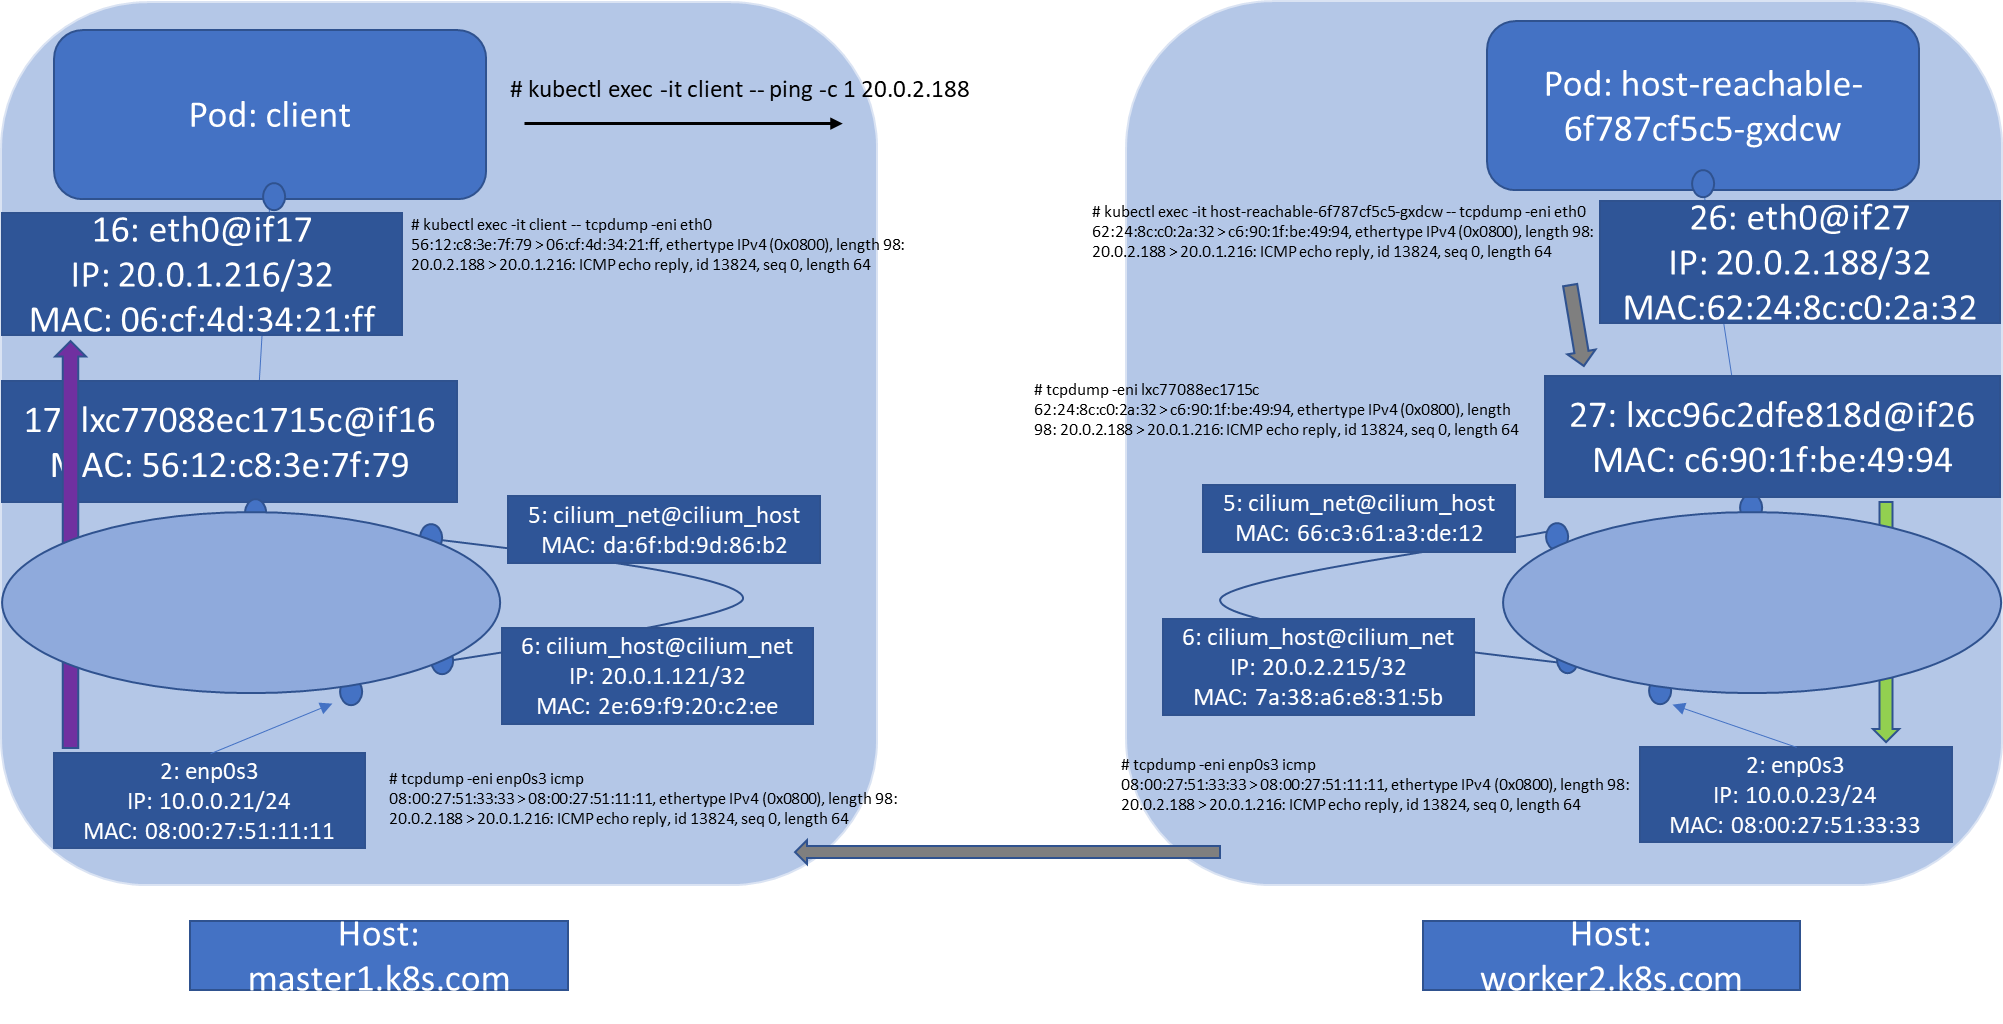 Pod: client
# kubectl exec -it client -- ping -c 1 20.0.2.188
16: eth0@if17
IP: 20.0.1.216/32
MAC: 06:cf:4d:34:21:ff
# kubectl exec -it client -- tcpdump -eni eth0
56:12:c8:3e:7f:79 > 06:cf:4d:34:21:ff, ethertype IPv4 (0x0800), length 98:
20.0.2.188 > 20.0.1.216: ICMP echo reply, id 13824, seq 0, length 64
17: lxc77088ec1715c@if16
MAC: 56:12:c8:3e:7f:79
5: cilium_net@cilium_host
MAC: da:6f:bd:9d:86:b2
6: cilium_host@cilium_net
IP: 20.0.1.121/32
MAC: 2e:69:f9:20:c2:ee
2: enp0s3
IP: 10.0.0.21/24
MAC: 08:00:27:51:11:11
# tcpdump -eni enp0s3 icmp
08:00:27:51:33:33 > 08:00:27:51:11:11, ethertype IPv4 (0x0800), length 98:
20.0.2.188 > 20.0.1.216: ICMP echo reply, id 13824, seq 0, length 64
Host:
master1.k8s.com
Pod: host-reachable-
6f787cf5c5-gxdcw
# kubectl exec -it host-reachable-6f787cf5c5-gxdcw -- tcpdump -eni eth0
62:24:8c:c0:2a:32 > c6:90:1f:be:49:94, ethertype IPv4 (0x0800), length 98:
20.0.2.188 > 20.0.1.216: ICMP echo reply, id 13824, seq 0, length 64
26: eth0@if27
IP: 20.0.2.188/32
MAC:62:24:8c:c0:2a:32
# tcpdump -eni lxc77088ec1715c
62:24:8c:c0:2a:32 > c6:90:1f:be:49:94, ethertype IPv4 (0x0800), length
98: 20.0.2.188 > 20.0.1.216: ICMP echo reply, id 13824, seq 0, length 64
27: lxcc96c2dfe818d@if26
MAC: c6:90:1f:be:49:94
5: cilium_net@cilium_host
MAC: 66:c3:61:a3:de:12
6: cilium_host@cilium_net
IP: 20.0.2.215/32
MAC: 7a:38:a6:e8:31:5b
# tcpdump -eni enp0s3 icmp
08:00:27:51:33:33 > 08:00:27:51:11:11, ethertype IPv4 (0x0800), length 98:
20.0.2.188 > 20.0.1.216: ICMP echo reply, id 13824, seq 0, length 64
2: enp0s3
IP: 10.0.0.23/24
MAC: 08:00:27:51:33:33
Host:
worker2.k8s.com